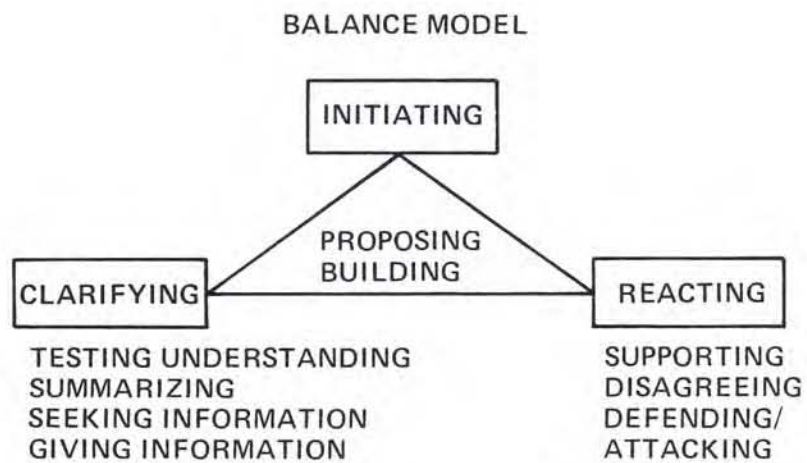 BALANCE MODEL
INITIATING
PROPOSING
BUILDING
CLARIFYING
REACTING
TESTING UNDERSTANDING
SUMMARIZING
SEEKING INFORMATION
GIVING INFORMATION
SUPPORTING
DISAGREEING
DEFENDING/
ATTACKING